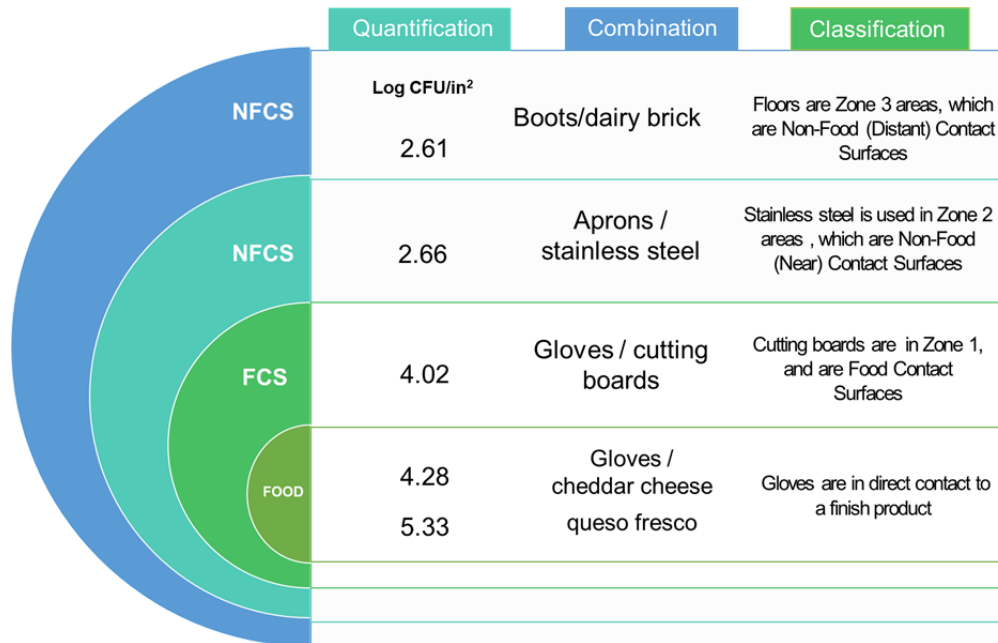 Quantification Combination Classification
NFCS
Log CFU/in²
2.61
Boots/dairy brick
Floors are Zone 3 areas, which
are Non-Food (Distant) Contact
Surfaces
NFCS
2.66
Aprons /
stainless steel
Stainless steel is used in Zone 2
areas , which are Non-Food
(Near) Contact Surfaces
FCS
4.02
Gloves / cutting
boards
Cutting boards are in Zone 1,
and are Food Contact
Surfaces
FOOD
4.28
5.33
Gloves /
cheddar cheese
queso fresco
Gloves are in direct contact to
a finish product